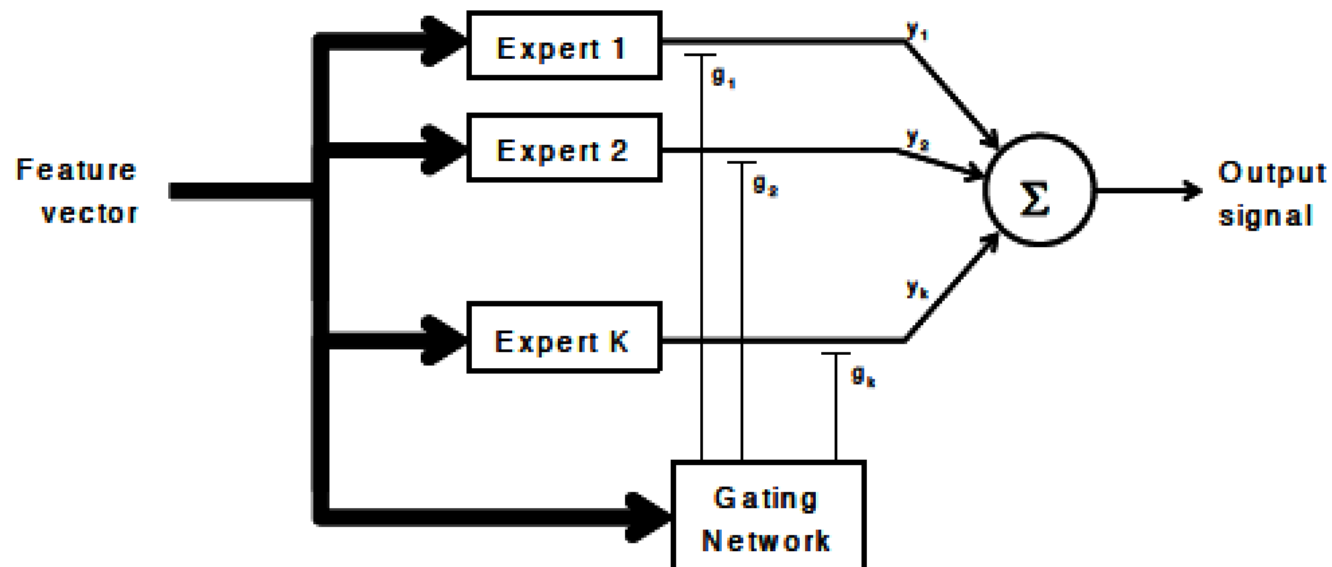 Expert 1
y₁
g₁
Expert 2
y₂
g₂
Feature
vector
Σ
Output
signal
Expert K
yₖ
gₖ
Gating
Network